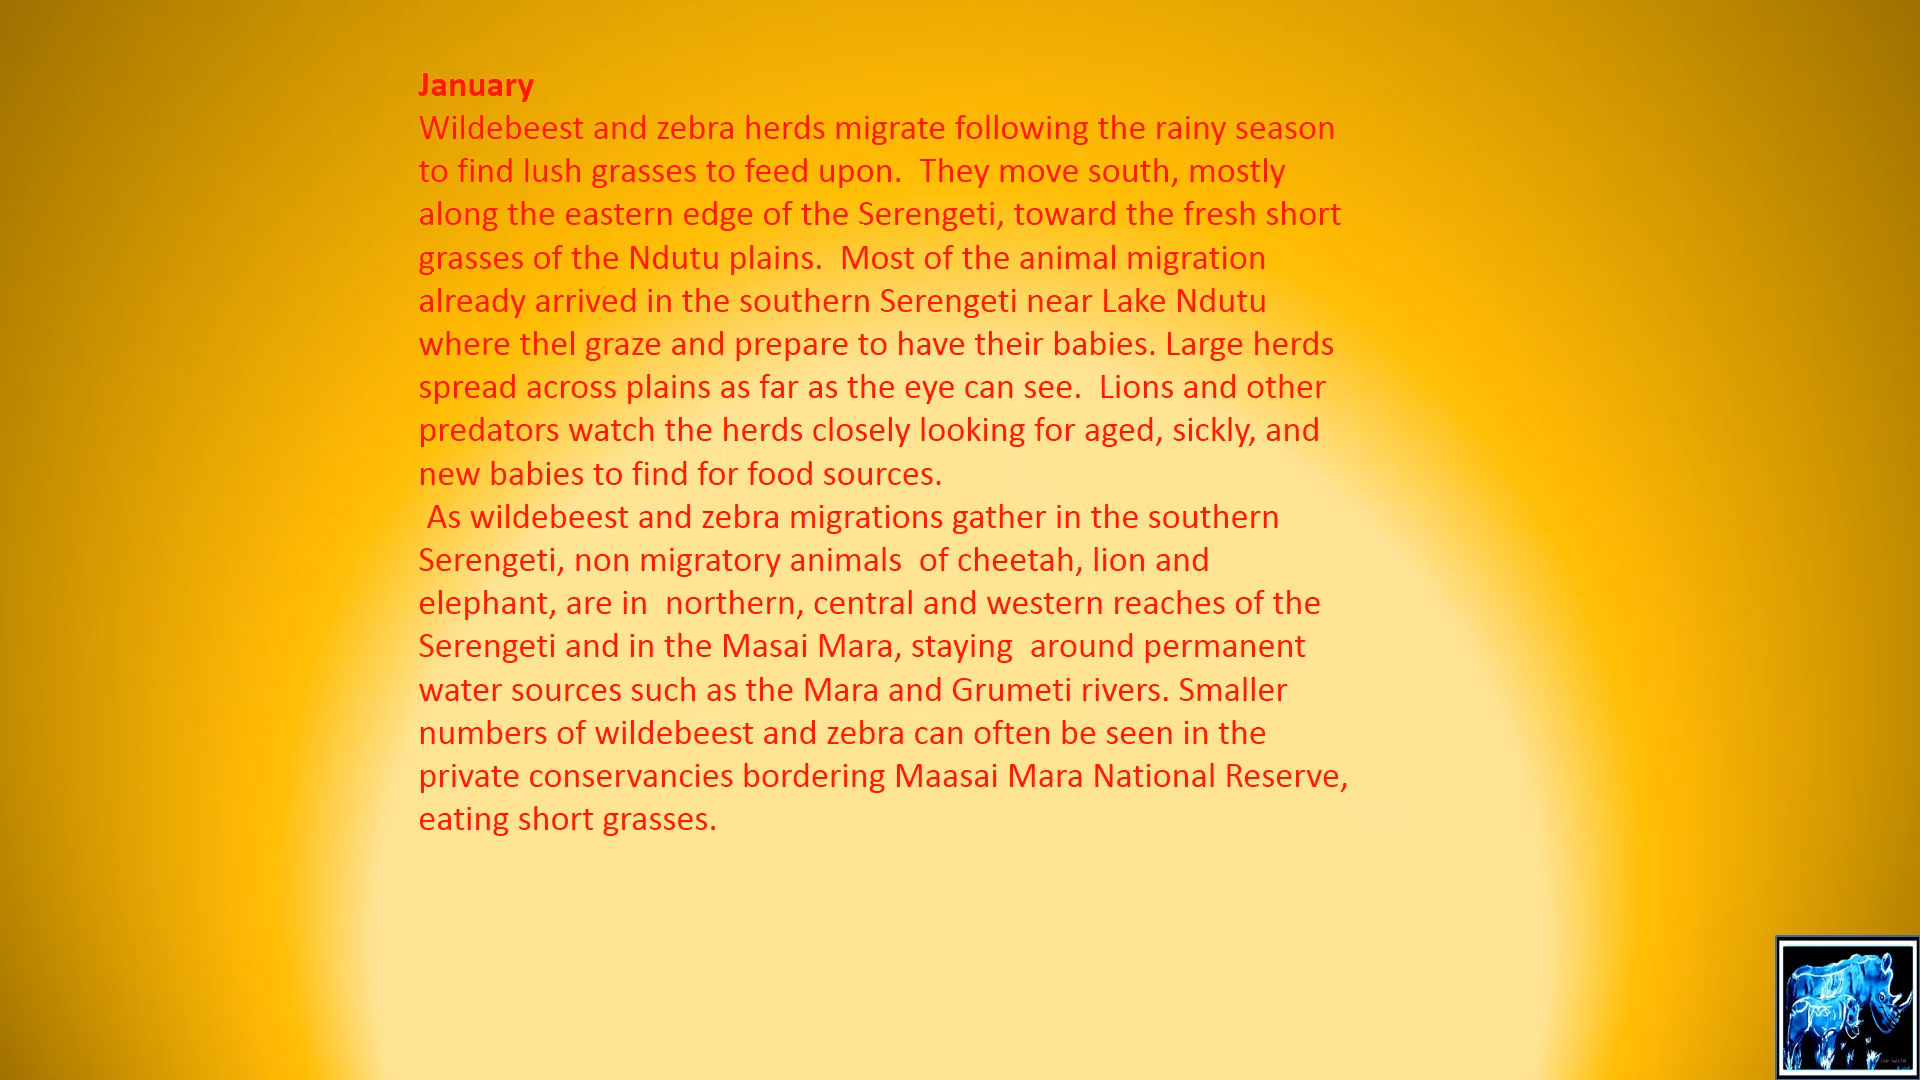 January
Wildebeest and zebra herds migrate following the rainy season
to find lush grasses to feed upon.  They move south, mostly
along the eastern edge of the Serengeti, toward the fresh short
grasses of the Ndutu plains.  Most of the animal migration
already arrived in the southern Serengeti near Lake Ndutu
where thel graze and prepare to have their babies. Large herds
spread across plains as far as the eye can see.  Lions and other
predators watch the herds closely looking for aged, sickly, and
new babies to find for food sources.
As wildebeest and zebra migrations gather in the southern
Serengeti, non migratory animals  of cheetah, lion and
elephant, are in  northern, central and western reaches of the
Serengeti and in the Masai Mara, staying  around permanent
water sources such as the Mara and Grumeti rivers. Smaller
numbers of wildebeest and zebra can often be seen in the
private conservancies bordering Maasai Mara National Reserve,
eating short grasses.